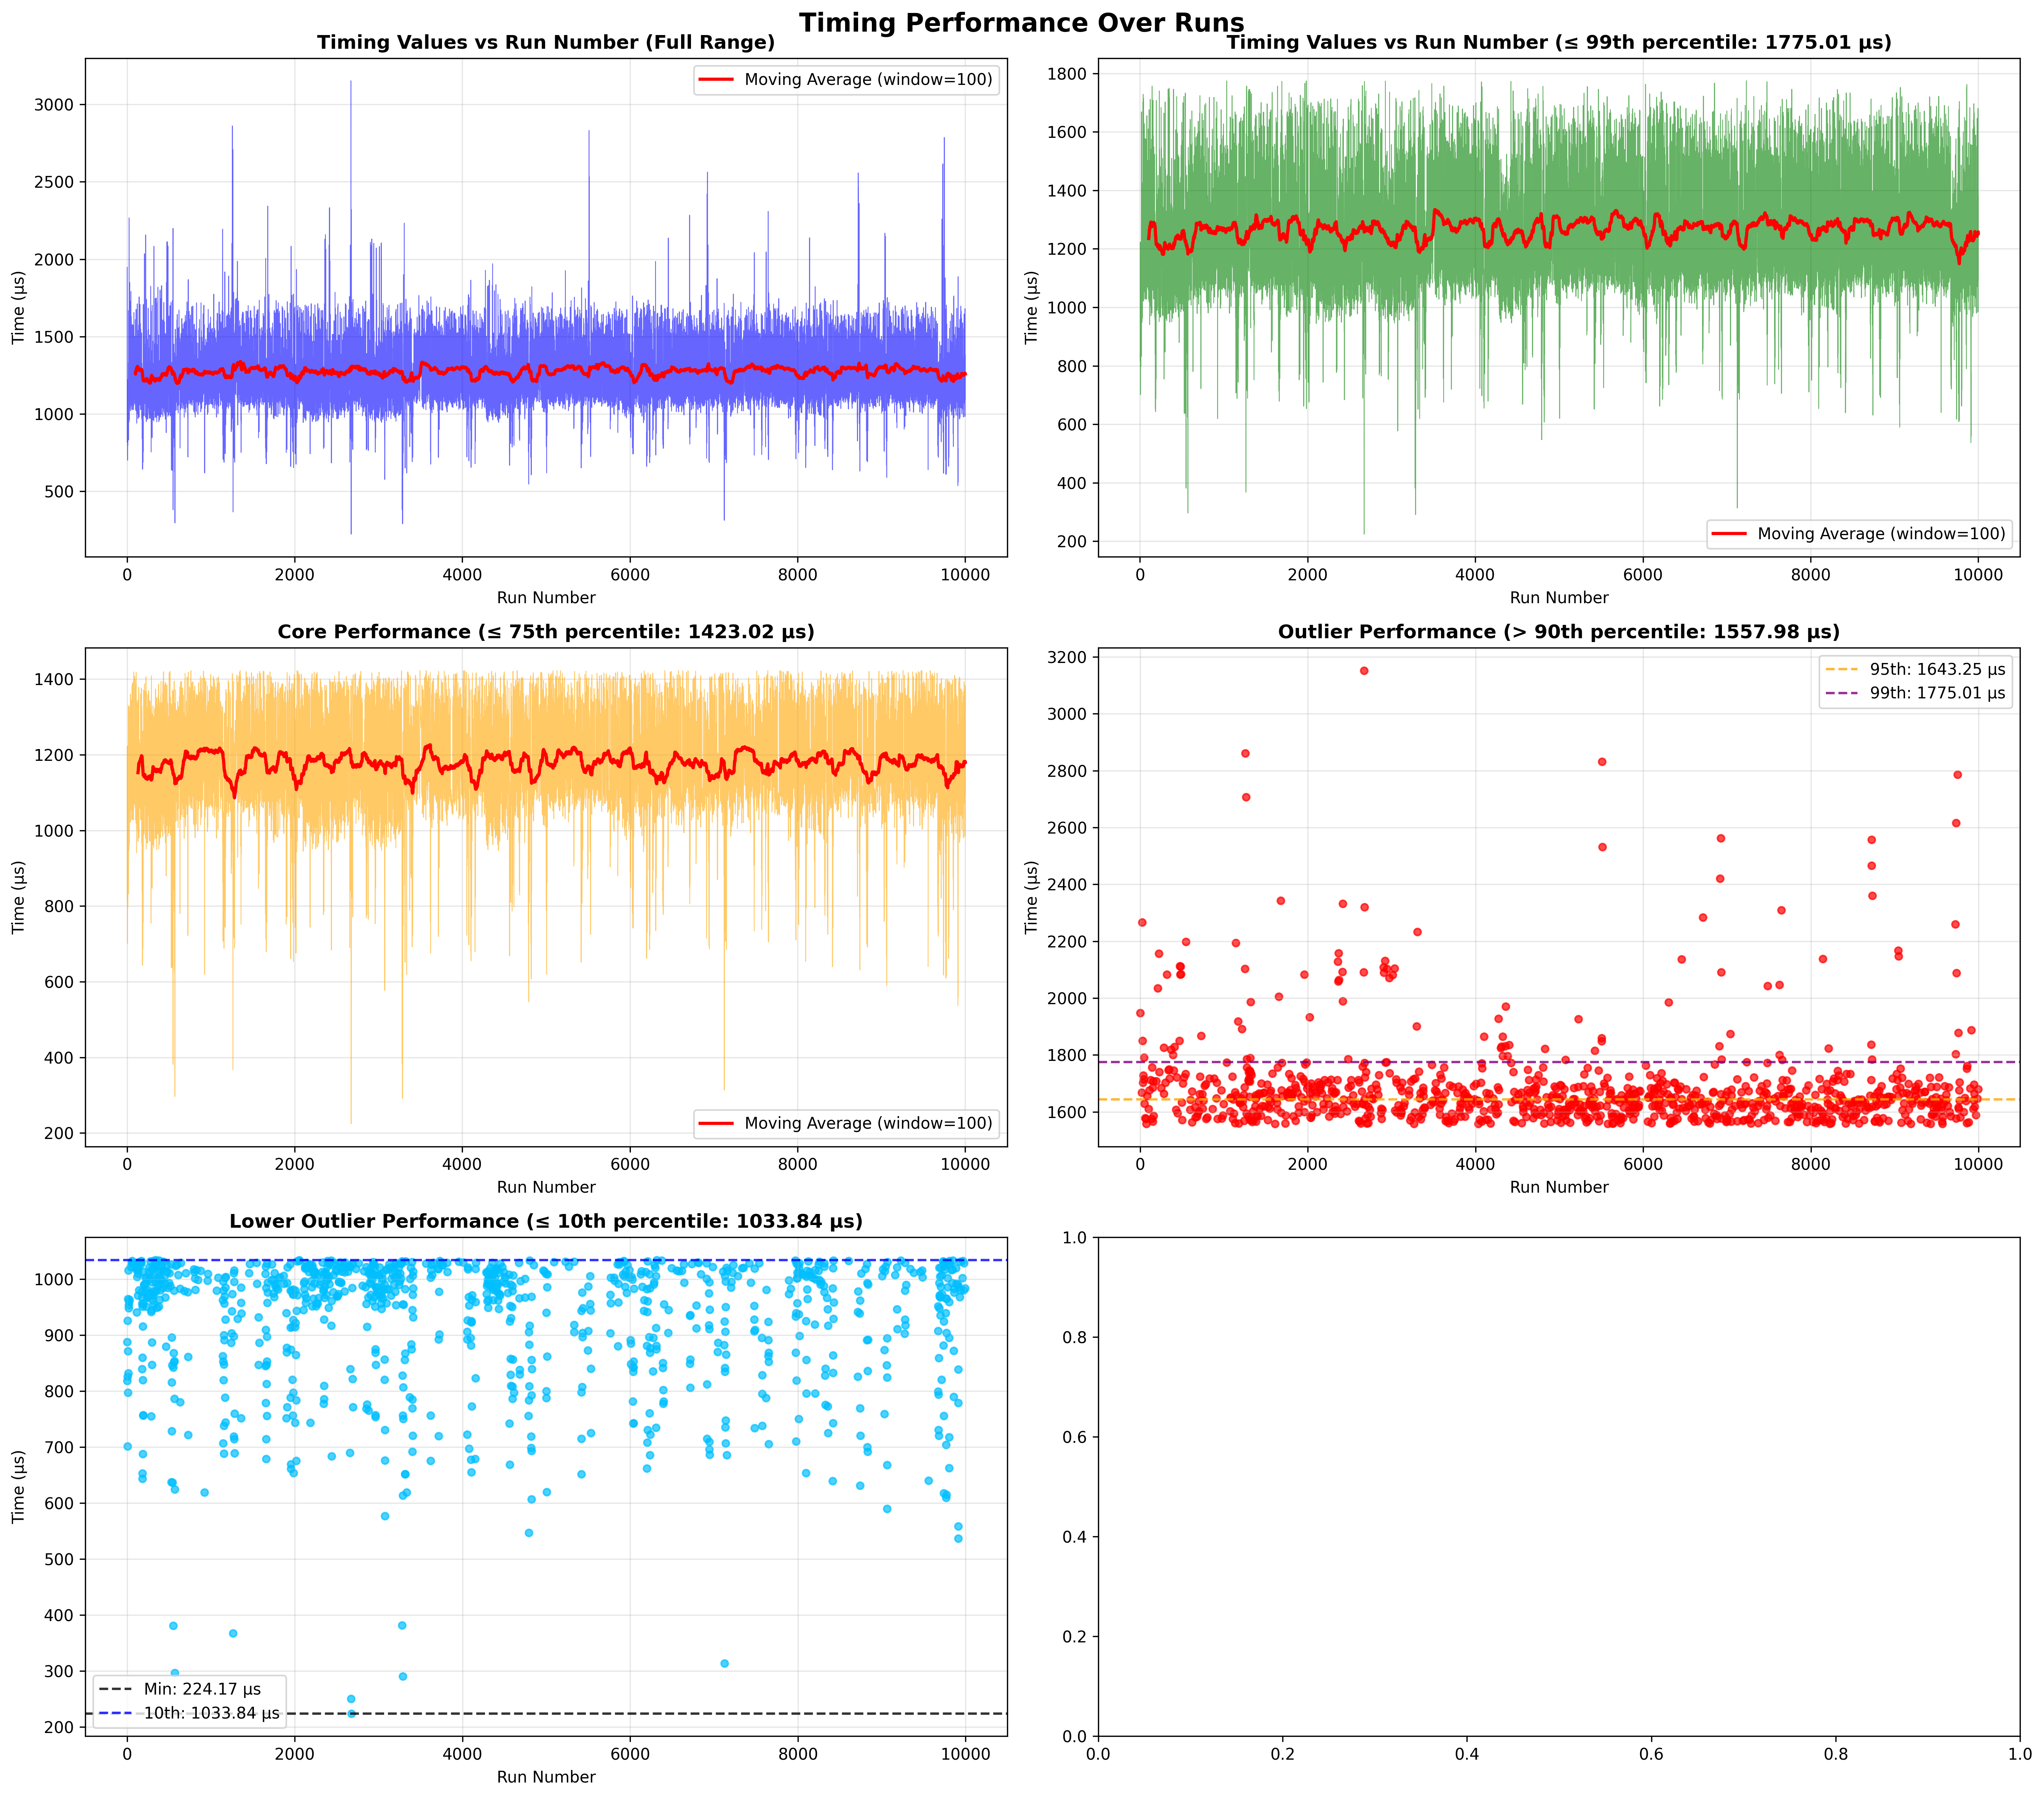 Timing Performance Over Runs
Timing Values vs Run Number (Full Range)
3000
2500
2000
1500
1000
500
Time (µs)
Moving Average (window=100)
0 2000 4000 6000 8000 10000
Run Number
Timing Values vs Run Number (≤ 99th percentile: 1775.01 µs)
1800
1600
1400
1200
1000
800
600
400
200
Time (µs)
Moving Average (window=100)
0 2000 4000 6000 8000 10000
Run Number
Core Performance (≤ 75th percentile: 1423.02 µs)
1400
1200
1000
800
600
400
200
Time (µs)
Moving Average (window=100)
0 2000 4000 6000 8000 10000
Run Number
Outlier Performance (> 90th percentile: 1557.98 µs)
3200
3000
2800
2600
2400
2200
2000
1800
1600
Time (µs)
95th: 1643.25 µs
99th: 1775.01 µs
0 2000 4000 6000 8000 10000
Run Number
Lower Outlier Performance (≤ 10th percentile: 1033.84 µs)
1000
900
800
700
600
500
400
300
200
Time (µs)
Min: 224.17 µs
10th: 1033.84 µs
0 2000 4000 6000 8000 10000
Run Number
1.0
0.8
0.6
0.4
0.2
0.0
0.0 0.2 0.4 0.6 0.8 1.0